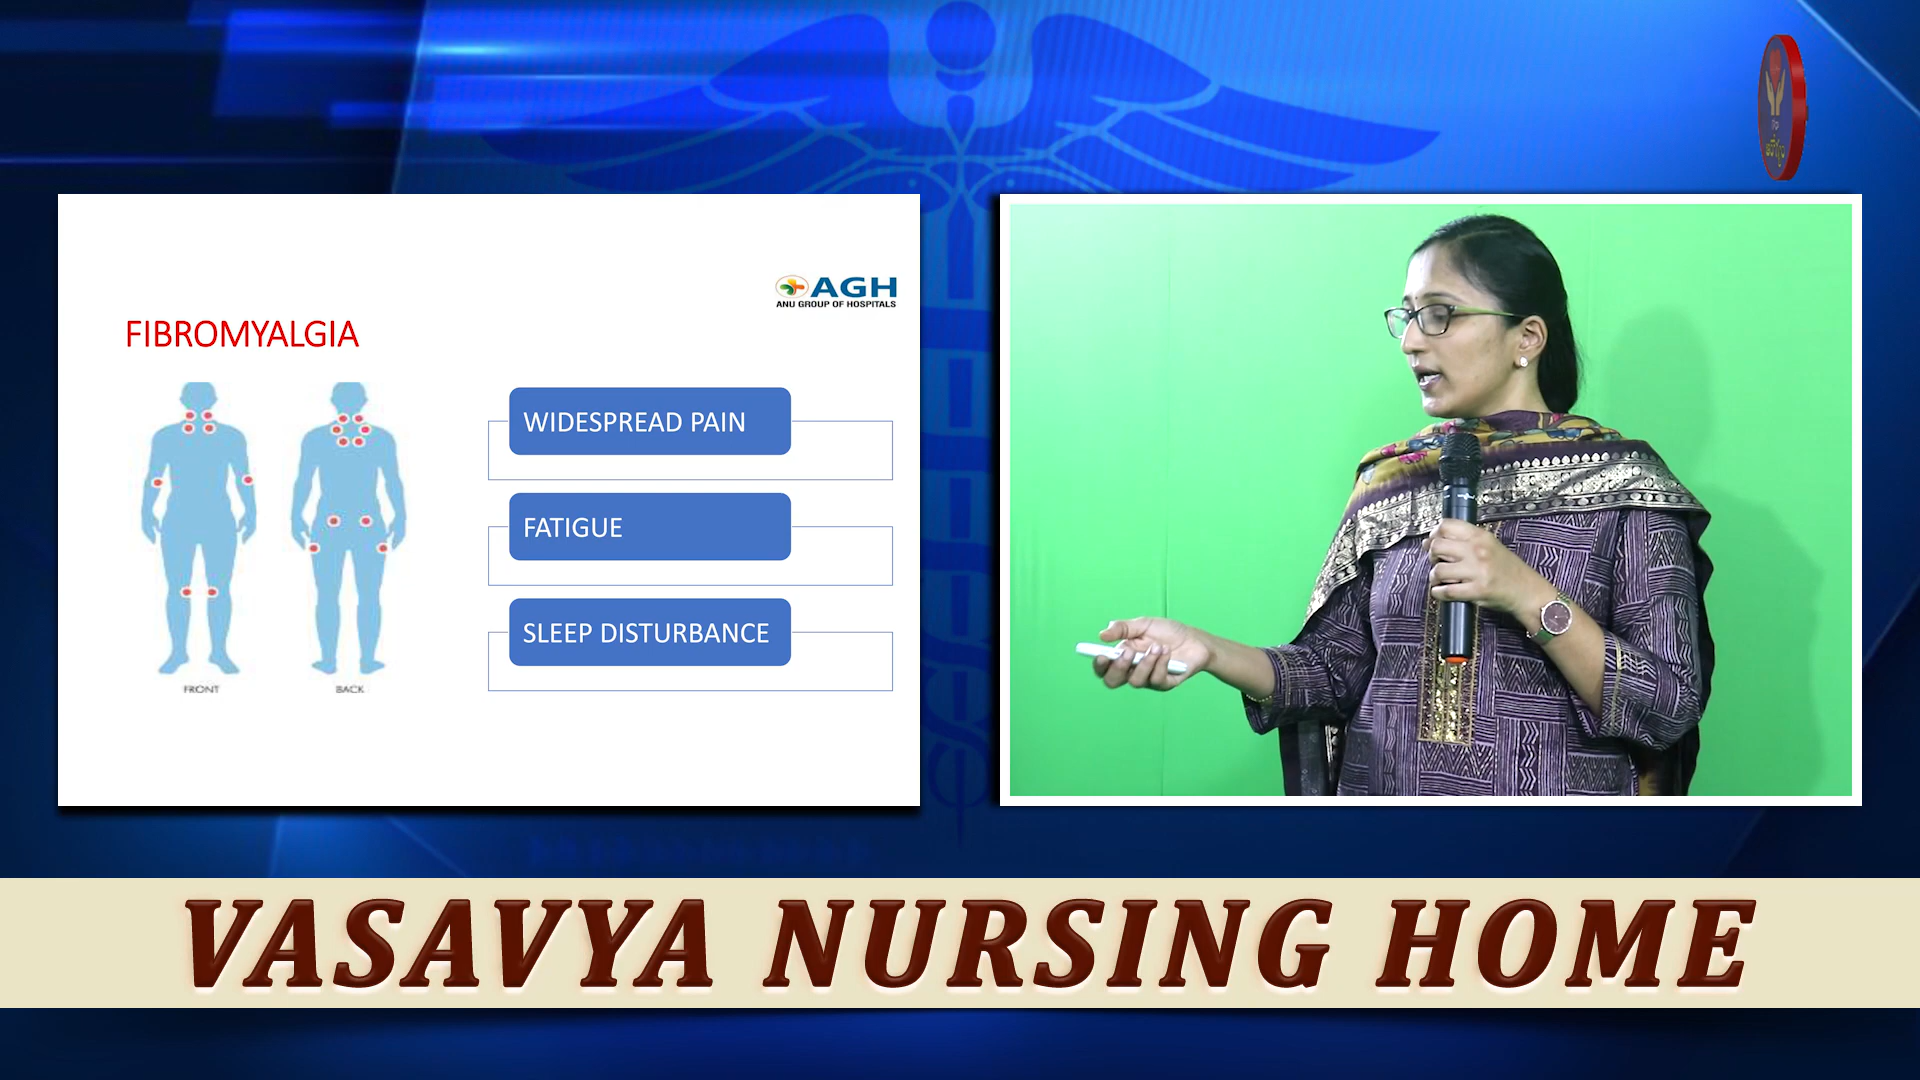 AGH
ANU GROUP OF HOSPITALS
FIBROMYALGIA
WIDESPREAD PAIN
FATIGUE
SLEEP DISTURBANCE
FRONT
BACK
VASAVYA NURSING HOME